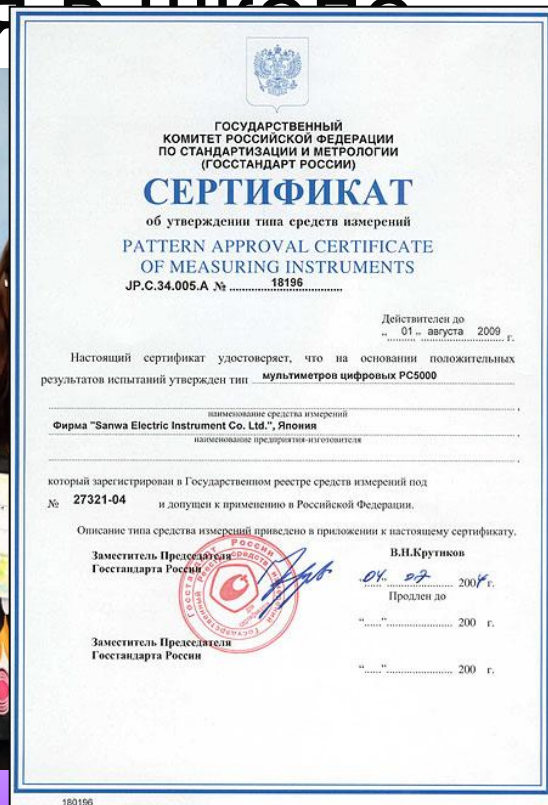 ГОСУДАРСТВЕННЫЙ
КОМИТЕТ РОССИЙСКОЙ ФЕДЕРАЦИИ
ПО СТАНДАРТИЗАЦИИ И МЕТРОЛОГИИ
(ГОССТАНДАРТ РОССИИ)
СЕРТИФИКАТ
об утверждении типа средств измерений
PATTERN APPROVAL CERTIFICATE
OF MEASURING INSTRUMENTS
JP.C.34.005.A № 18196
Действителен до
„ 01 „ августа 2009 г.
Настоящий сертификат удостоверяет, что на основании положительных
результатов испытаний утвержден тип мультиметров цифровых PC5000
наименование средства измерений
Фирма "Sanwa Electric Instrument Co. Ltd.", Япония
наименование предприятия-изготовителя
который зарегистрирован в Государственном реестре средств измерений под
№ 27321-04 и допущен к применению в Российской Федерации.
Описание типа средства измерений приведено в приложении к настоящему сертификату.
Заместитель Председателя
Госстандарта России
В.Н.Крутиков
„04„ 02 2004 г.
Продлен до
“......“ 200 г.
Заместитель Председателя
Госстандарта России
“......“ 200 г.
180196